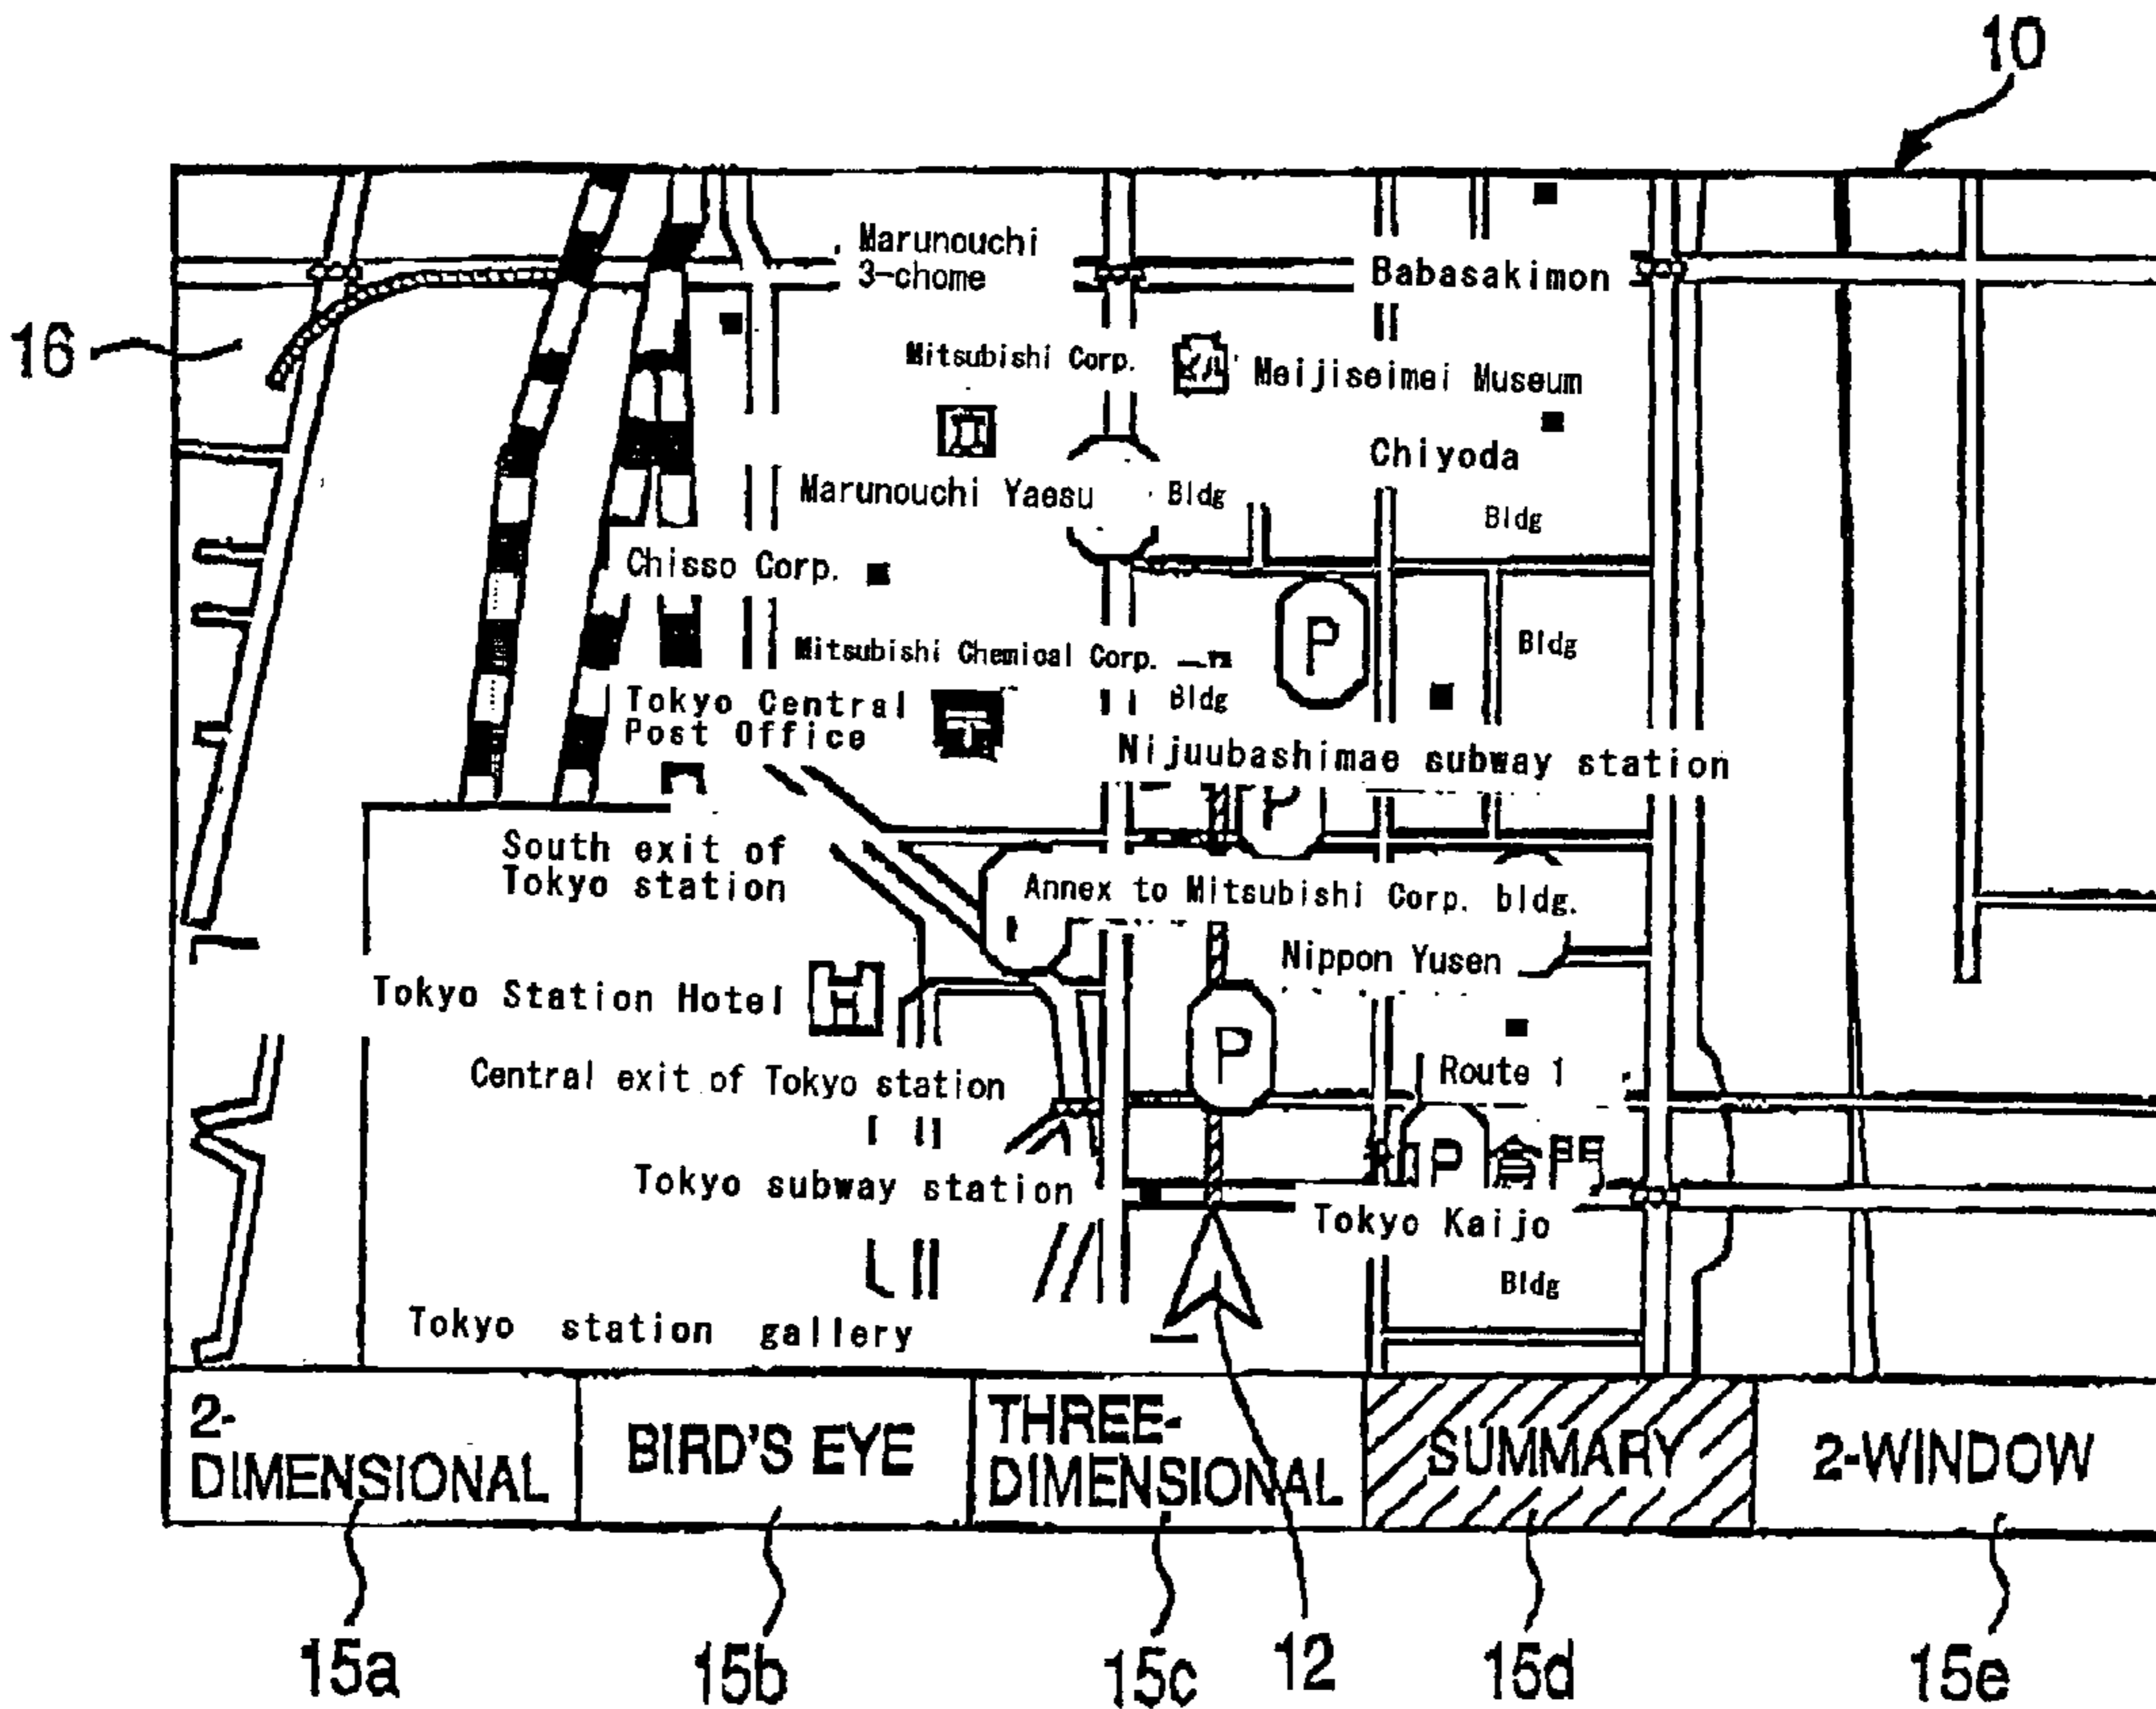 10
Marunouchi
3-chome
Babasakimon
16
Mitsubishi Corp.
Meijiseimei Museum
Chiyoda
Marunouchi Yaesu
Bldg
Bldg
Chisso Corp.
P
Bldg
Mitsubishi Chemical Corp.
Tokyo Central
Post Office
Bldg
Nijuubashimae subway station
P
South exit of
Tokyo station
Annex to Mitsubishi Corp. bldg.
Nippon Yusen
Tokyo Station Hotel
H
P
Central exit of Tokyo station
Route 1
P
倉門
Tokyo subway station
Tokyo Kaijo
Bldg
Tokyo station gallery
2-
DIMENSIONAL
BIRD'S EYE
THREE-
DIMENSIONAL
SUMMARY
2-WINDOW
15a
15b
15c
12
15d
15e